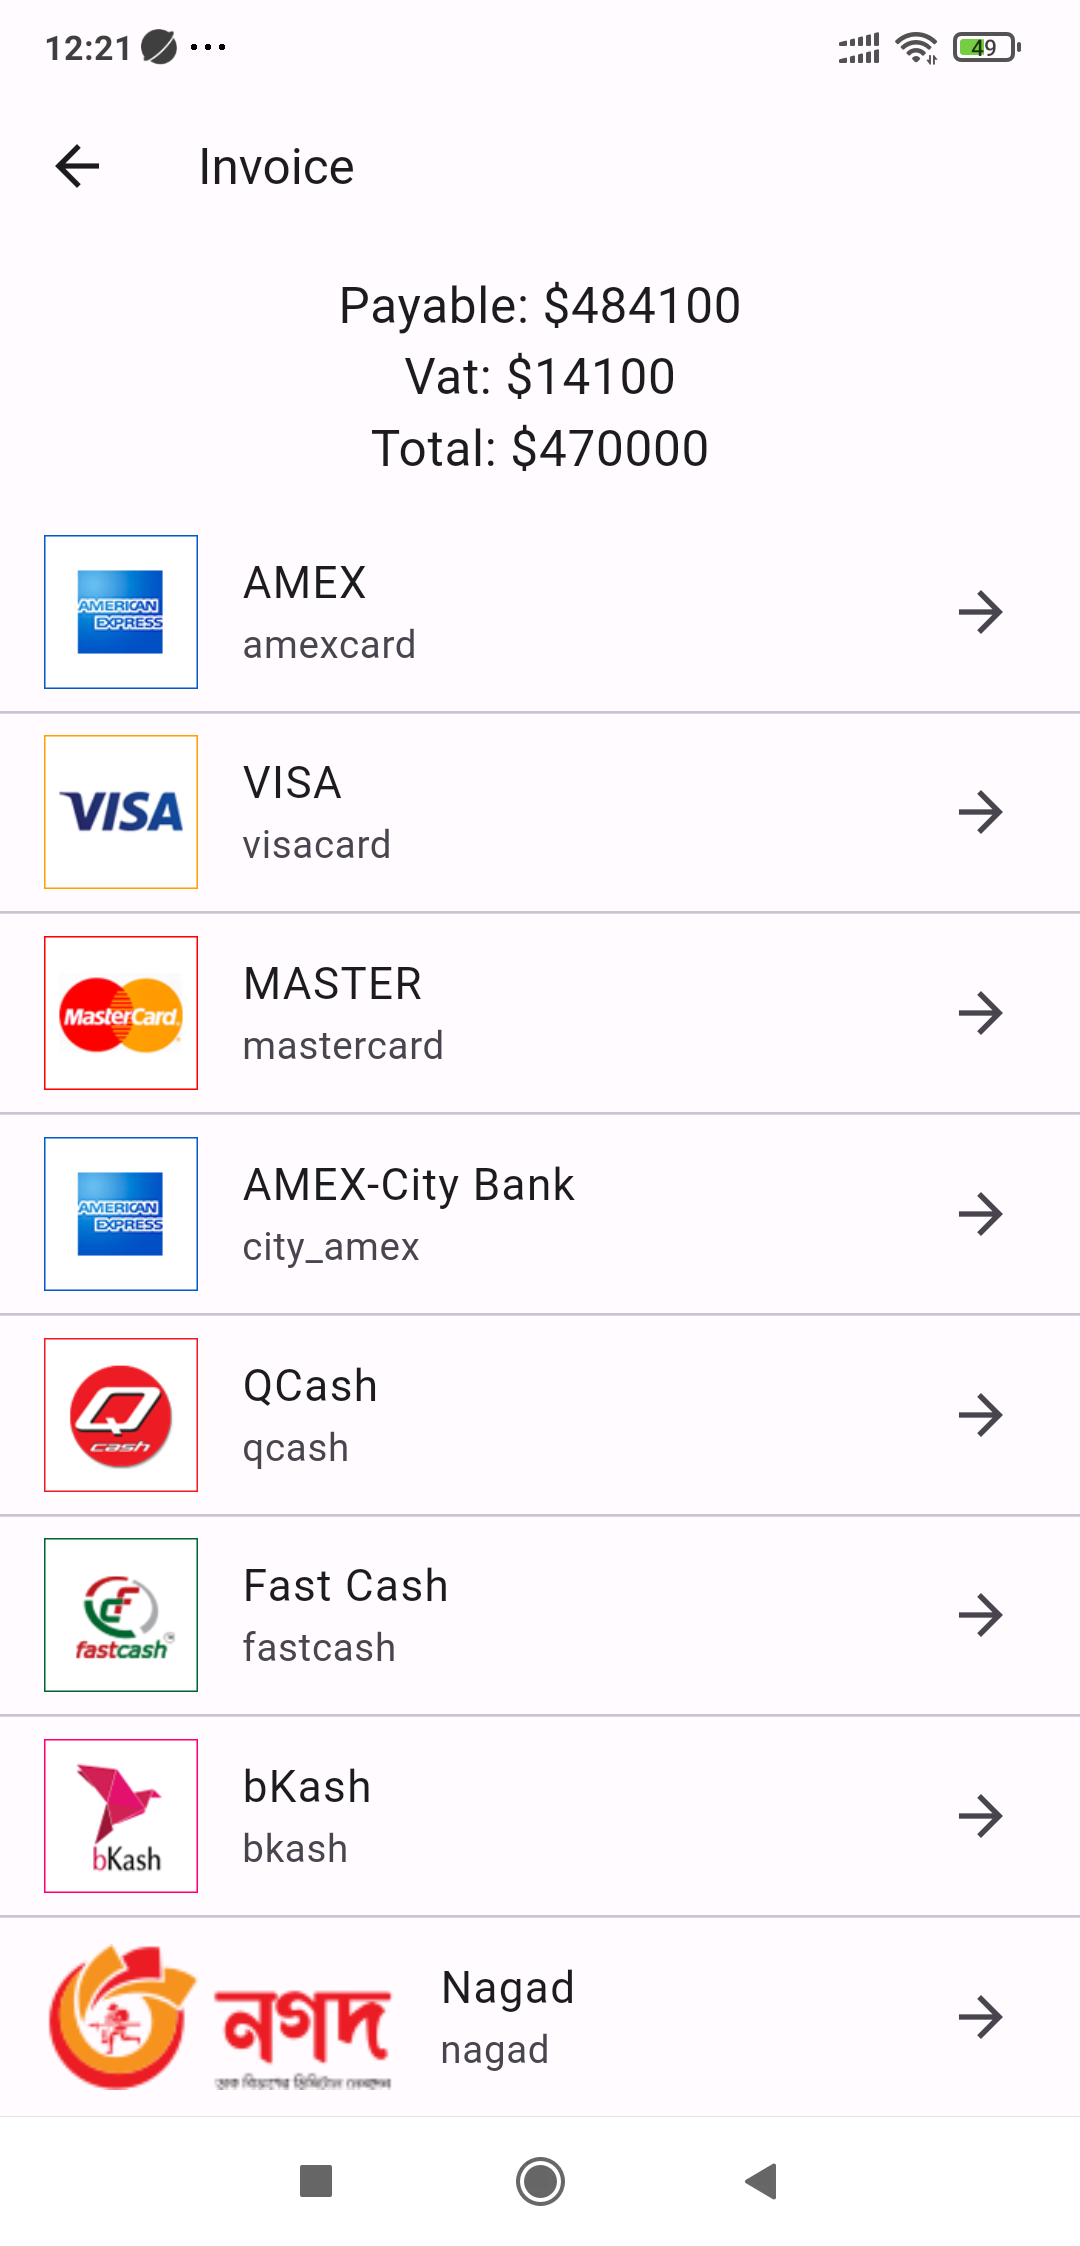 12:21
49
Invoice
Payable: $484100
Vat: $14100
Total: $470000
AMERICAN
EXPRESS
AMEX
amexcard
VISA
VISA
visacard
MasterCard.
MASTER
mastercard
AMERICAN
EXPRESS
AMEX-City Bank
city_amex
Q
cash
QCash
qcash
fastcash
Fast Cash
fastcash
bKash
bKash
bkash
নগদ
Nagad
nagad